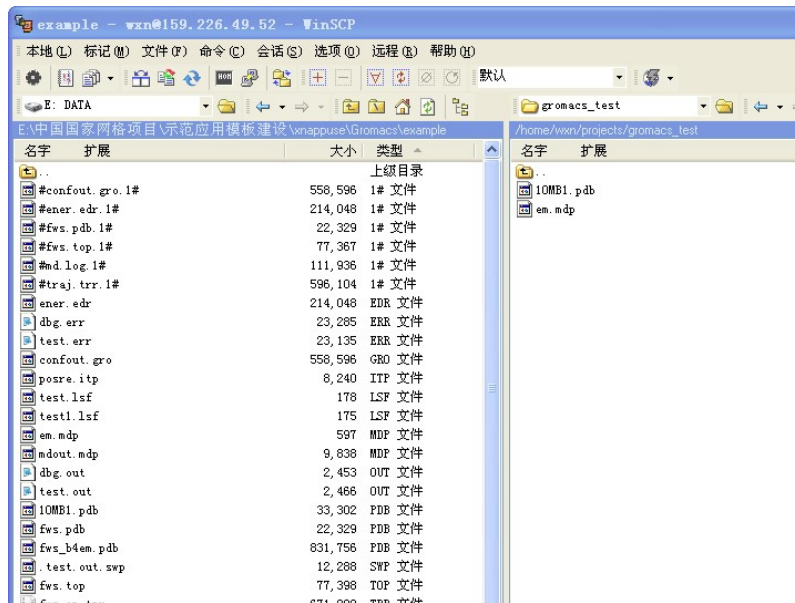 example - wxn@159.226.49.52 - WinSCP
本地(L) 标记(M) 文件(F) 命令(C) 会话(S) 选项(O) 远程(R) 帮助(H)
默认
E: DATA gromacs_test
E:\中国国家网格项目\示范应用模板建设\xnappuse\Gromacs\example /home/wxn/projects/gromacs_test
名字 扩展 大小 类型 名字 扩展
.. 上级目录 ..
#confout.gro.1# 558,596 1# 文件 1OMB1.pdb
#ener.edr.1# 214,048 1# 文件 em.mdp
#fws.pdb.1# 22,329 1# 文件
#fws.top.1# 77,367 1# 文件
#md.log.1# 111,936 1# 文件
#traj.trr.1# 596,104 1# 文件
ener.edr 214,048 EDR 文件
dbg.err 23,285 ERR 文件
test.err 23,135 ERR 文件
confout.gro 558,596 GRO 文件
posre.itp 8,240 ITP 文件
test.lsf 178 LSF 文件
test1.lsf 175 LSF 文件
em.mdp 597 MDP 文件
mdout.mdp 9,838 MDP 文件
dbg.out 2,453 OUT 文件
test.out 2,466 OUT 文件
1OMB1.pdb 33,302 PDB 文件
fws.pdb 22,329 PDB 文件
fws_b4em.pdb 831,756 PDB 文件
.test.out.swp 12,288 SWP 文件
fws.top 77,398 TOP 文件